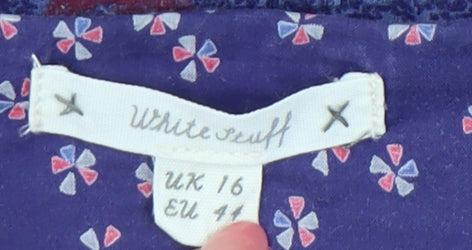 White Stuff
UK 16
EU 44